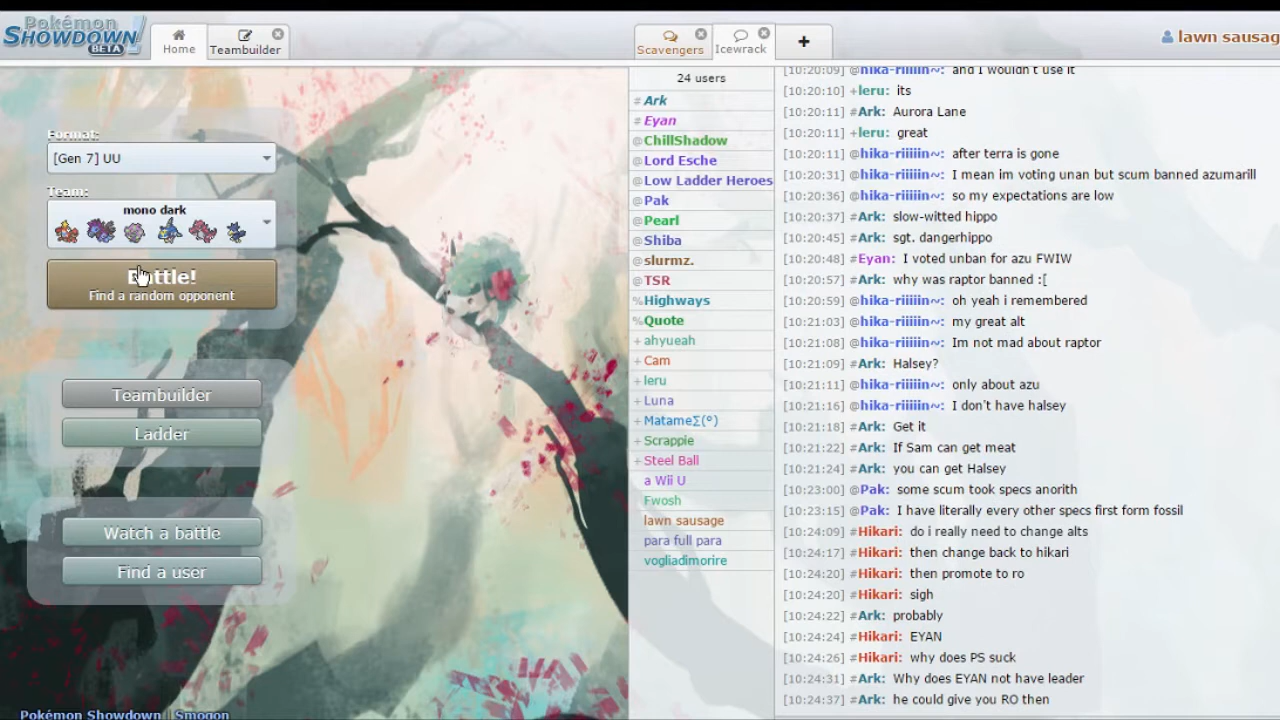 Pokémon
SHOWDOWN!
BETA
Home
Teambuilder
Scavengers
Icewrack
+
lawn sausag
Format:
[Gen 7] UU
Team:
mono dark
Battle!
Find a random opponent
Teambuilder
Ladder
Watch a battle
Find a user
Pokémon Showdown | Smogon
24 users
#Ark
#Eyan
@ChillShadow
@Lord Esche
@Low Ladder Heroes
@Pak
@Pearl
@Shiba
@slurmz.
@TSR
%Highways
%Quote
+ahyueah
+Cam
+leru
+Luna
+MatameΣ(°)
+Scrappie
+Steel Ball
a Wii U
Fwosh
lawn sausage
para full para
vogliadimorire
[10:20:09] @hika-riiiiin~: and I wouldn't use it
[10:20:10] +leru: its
[10:20:11] #Ark: Aurora Lane
[10:20:11] +leru: great
[10:20:11] @hika-riiiiin~: after terra is gone
[10:20:31] @hika-riiiiin~: I mean im voting unan but scum banned azumarill
[10:20:36] @hika-riiiiin~: so my expectations are low
[10:20:37] #Ark: slow-witted hippo
[10:20:45] #Ark: sgt. dangerhippo
[10:20:48] #Eyan: I voted unban for azu FWIW
[10:20:57] #Ark: why was raptor banned :[
[10:20:59] @hika-riiiiin~: oh yeah i remembered
[10:21:03] @hika-riiiiin~: my great alt
[10:21:08] @hika-riiiiin~: Im not mad about raptor
[10:21:09] #Ark: Halsey?
[10:21:11] @hika-riiiiin~: only about azu
[10:21:16] @hika-riiiiin~: I don't have halsey
[10:21:18] #Ark: Get it
[10:21:22] #Ark: If Sam can get meat
[10:21:24] #Ark: you can get Halsey
[10:23:00] @Pak: some scum took specs anorith
[10:23:15] @Pak: I have literally every other specs first form fossil
[10:24:09] #Hikari: do i really need to change alts
[10:24:17] #Hikari: then change back to hikari
[10:24:20] #Hikari: then promote to ro
[10:24:20] #Hikari: sigh
[10:24:22] #Ark: probably
[10:24:24] #Hikari: EYAN
[10:24:26] #Hikari: why does PS suck
[10:24:31] #Ark: Why does EYAN not have leader
[10:24:37] #Ark: he could give you RO then